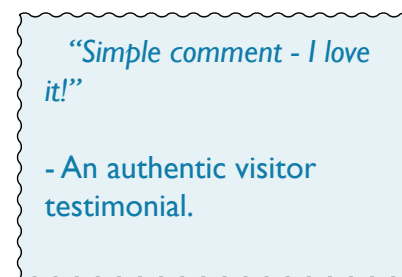 “Simple comment - I love
it!”
- An authentic visitor
testimonial.